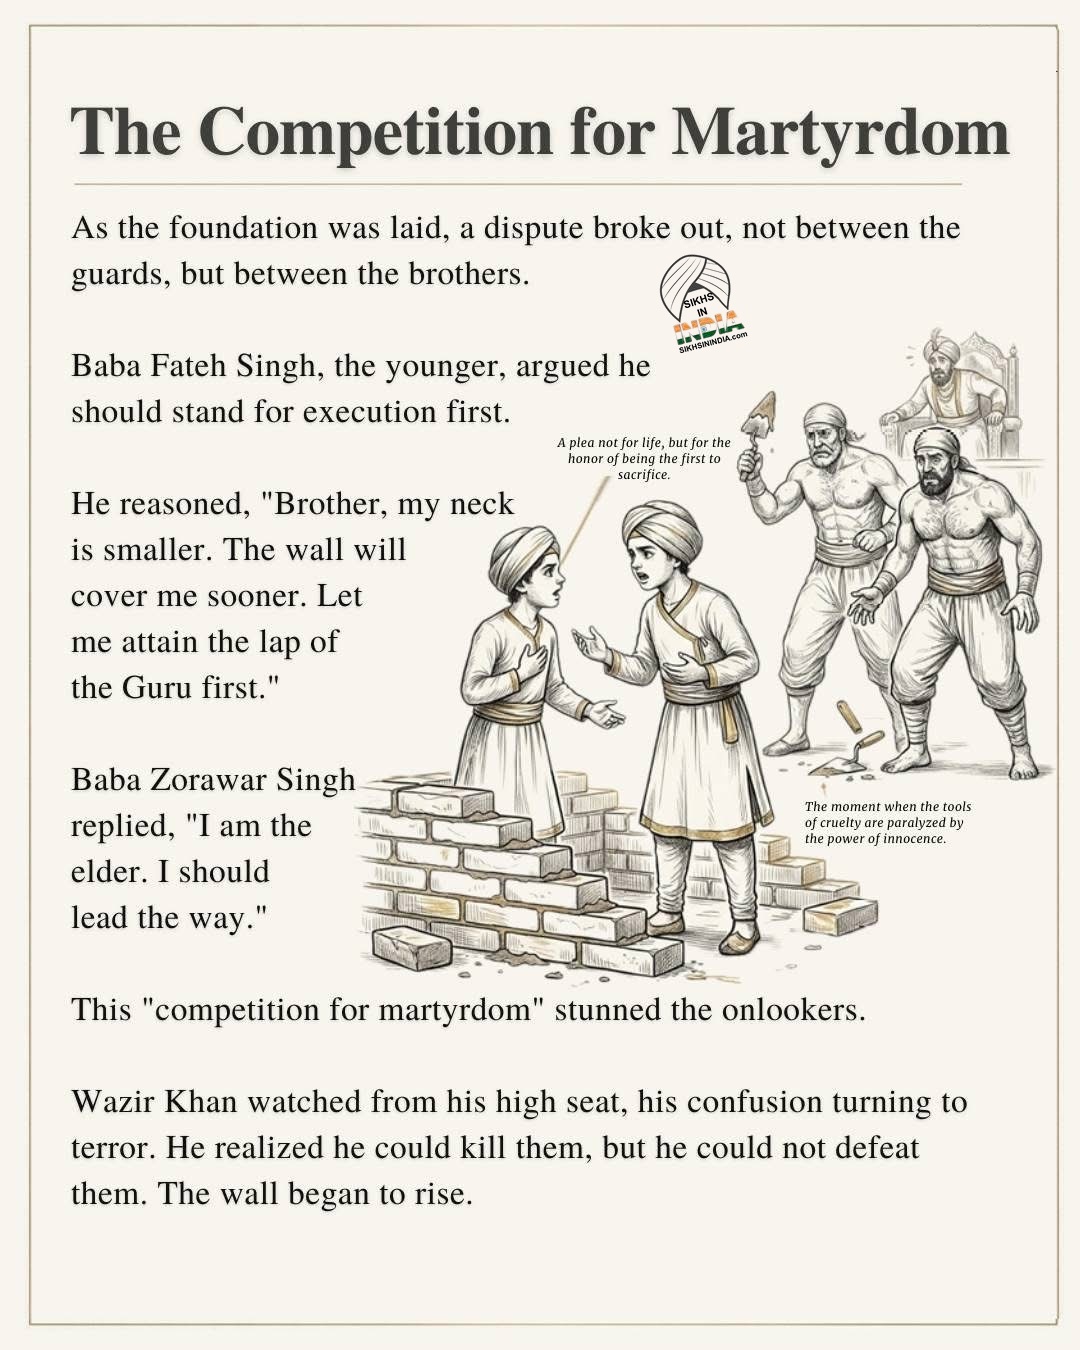 The Competition for Martyrdom
As the foundation was laid, a dispute broke out, not between the
guards, but between the brothers.
SIKHS
IN
INDIA
SIKHSININDIA.com
Baba Fateh Singh, the younger, argued he
should stand for execution first.
A plea not for life, but for the
honor of being the first to
sacrifice.
He reasoned, "Brother, my neck
is smaller. The wall will
cover me sooner. Let
me attain the lap of
the Guru first."
Baba Zorawar Singh
replied, "I am the
elder. I should
lead the way."
The moment when the tools
of cruelty are paralyzed by
the power of innocence.
This "competition for martyrdom" stunned the onlookers.
Wazir Khan watched from his high seat, his confusion turning to
terror. He realized he could kill them, but he could not defeat
them. The wall began to rise.